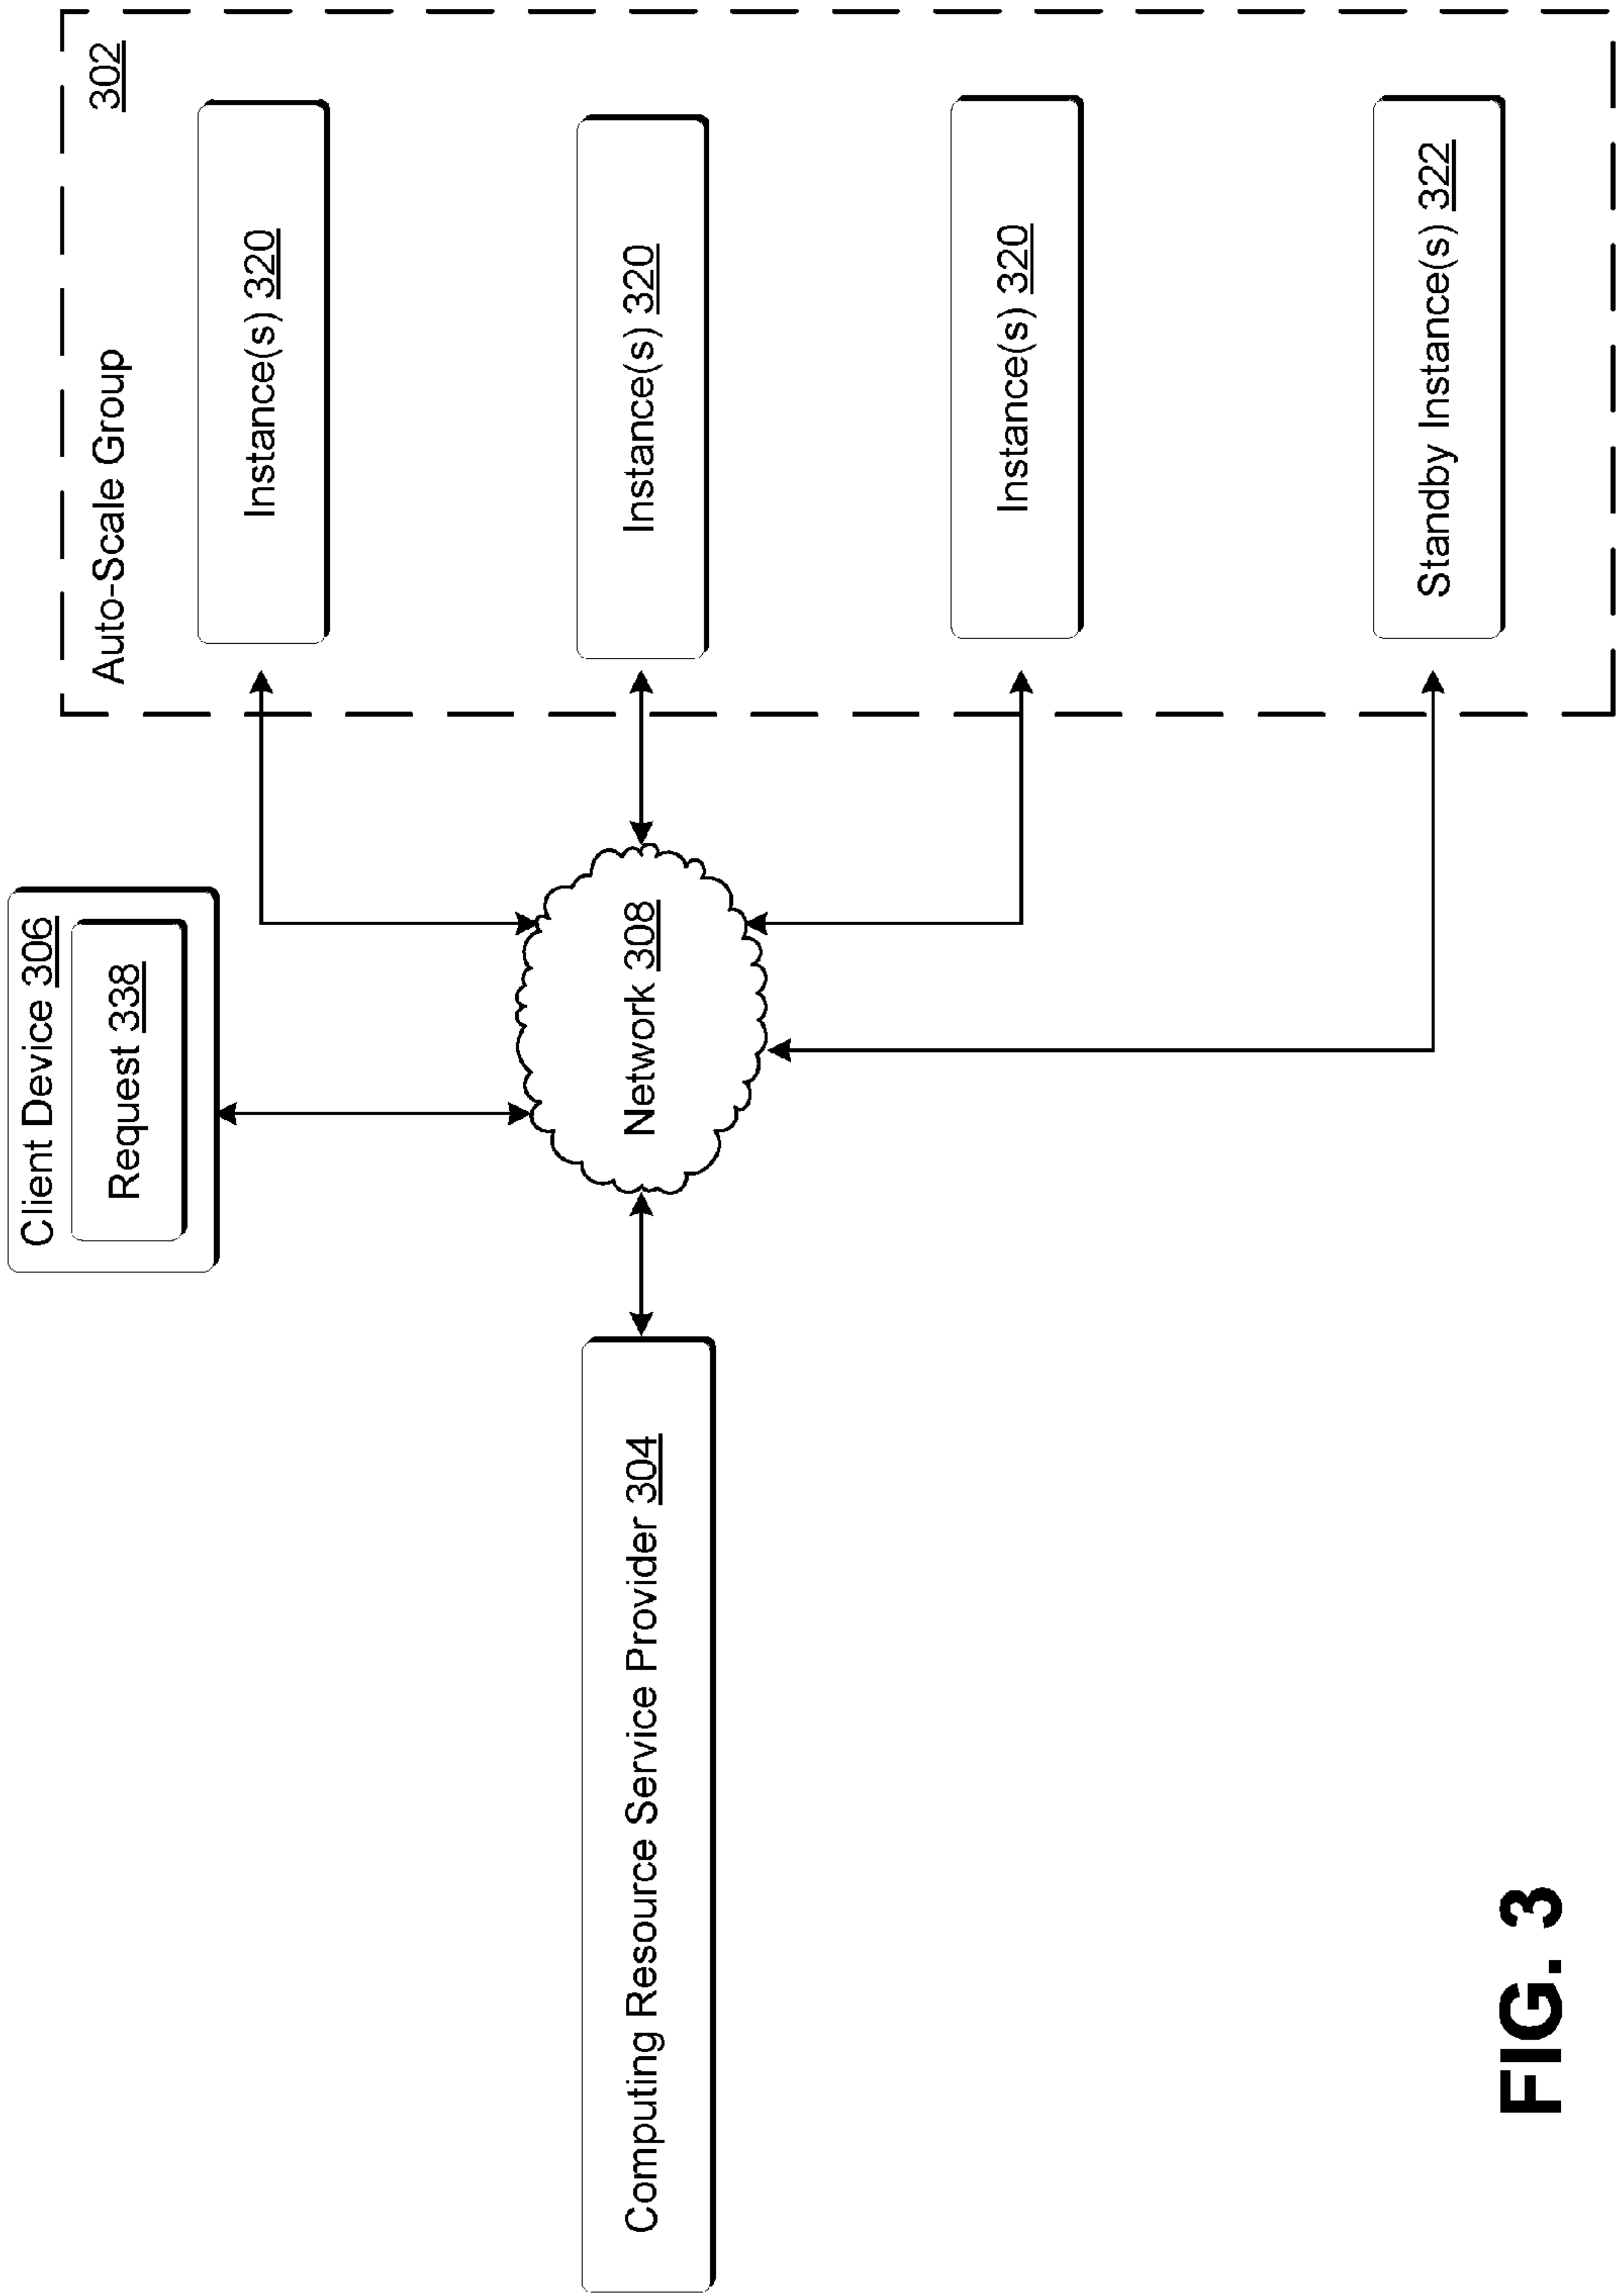 Client Device 306
Request 338
Auto-Scale Group
302
Instance(s) 320
Computing Resource Service Provider 304
Network 308
Instance(s) 320
Instance(s) 320
Standby Instance(s) 322
FIG. 3